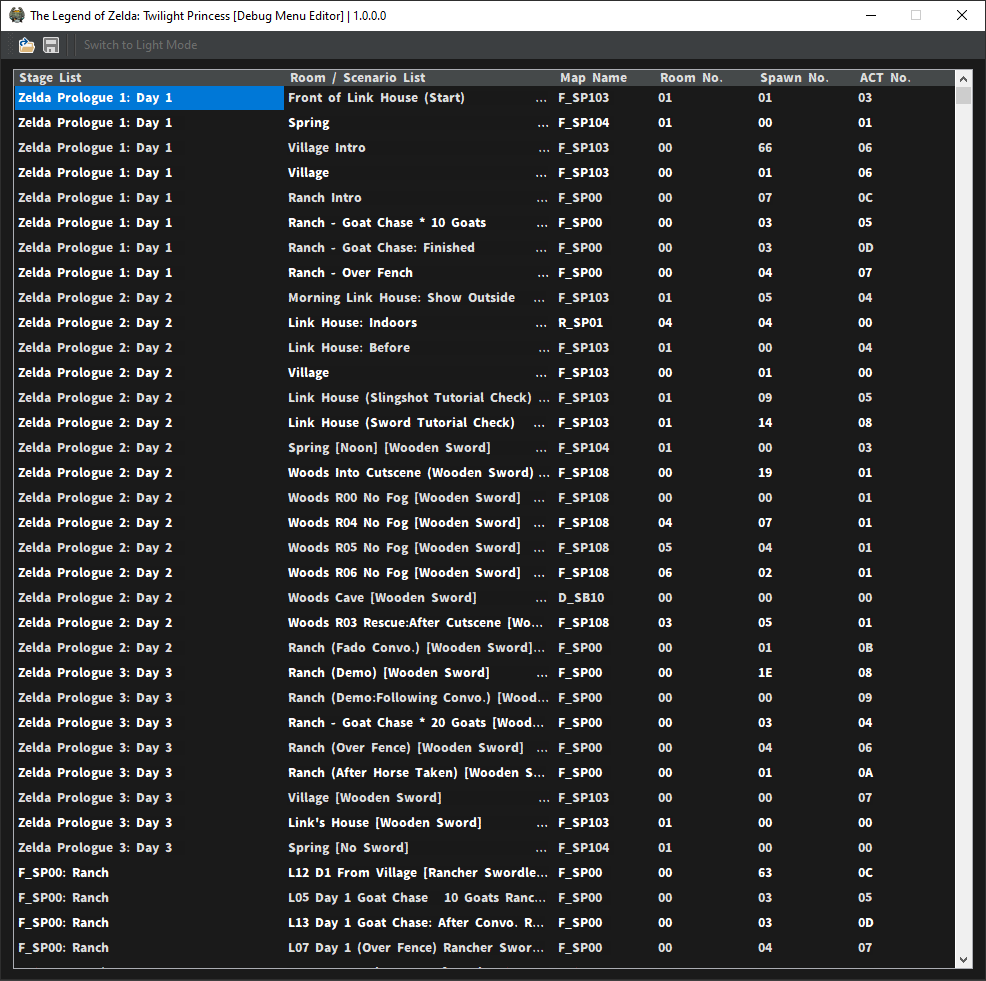 The Legend of Zelda: Twilight Princess [Debug Menu Editor] | 1.0.0.0
Switch to Light Mode
Stage List Room / Scenario List Map Name Room No. Spawn No. ACT No.
Zelda Prologue 1: Day 1 Front of Link House (Start) ... F_SP103 01 01 03
Zelda Prologue 1: Day 1 Spring ... F_SP104 01 00 01
Zelda Prologue 1: Day 1 Village Intro ... F_SP103 00 66 06
Zelda Prologue 1: Day 1 Village ... F_SP103 00 01 06
Zelda Prologue 1: Day 1 Ranch Intro ... F_SP00 00 07 0C
Zelda Prologue 1: Day 1 Ranch - Goat Chase * 10 Goats ... F_SP00 00 03 05
Zelda Prologue 1: Day 1 Ranch - Goat Chase: Finished ... F_SP00 00 03 0D
Zelda Prologue 1: Day 1 Ranch - Over Fench ... F_SP00 00 04 07
Zelda Prologue 2: Day 2 Morning Link House: Show Outside ... F_SP103 01 05 04
Zelda Prologue 2: Day 2 Link House: Indoors ... R_SP01 04 04 00
Zelda Prologue 2: Day 2 Link House: Before ... F_SP103 01 00 04
Zelda Prologue 2: Day 2 Village ... F_SP103 00 01 00
Zelda Prologue 2: Day 2 Link House (Slingshot Tutorial Check) ... F_SP103 01 09 05
Zelda Prologue 2: Day 2 Link House (Sword Tutorial Check) ... F_SP103 01 14 08
Zelda Prologue 2: Day 2 Spring [Noon] [Wooden Sword] ... F_SP104 01 00 03
Zelda Prologue 2: Day 2 Woods Into Cutscene (Wooden Sword) ... F_SP108 00 19 01
Zelda Prologue 2: Day 2 Woods R00 No Fog [Wooden Sword] ... F_SP108 00 00 01
Zelda Prologue 2: Day 2 Woods R04 No Fog [Wooden Sword] ... F_SP108 04 07 01
Zelda Prologue 2: Day 2 Woods R05 No Fog [Wooden Sword] ... F_SP108 05 04 01
Zelda Prologue 2: Day 2 Woods R06 No Fog [Wooden Sword] ... F_SP108 06 02 01
Zelda Prologue 2: Day 2 Woods Cave [Wooden Sword] ... D_SB10 00 00 00
Zelda Prologue 2: Day 2 Woods R03 Rescue:After Cutscene [Wo... F_SP108 03 05 01
Zelda Prologue 2: Day 2 Ranch (Fado Convo.) [Wooden Sword]... F_SP00 00 01 0B
Zelda Prologue 3: Day 3 Ranch (Demo) [Wooden Sword] ... F_SP00 00 1E 08
Zelda Prologue 3: Day 3 Ranch (Demo:Following Convo.) [Wood... F_SP00 00 00 09
Zelda Prologue 3: Day 3 Ranch - Goat Chase * 20 Goats [Wood... F_SP00 00 03 04
Zelda Prologue 3: Day 3 Ranch (Over Fence) [Wooden Sword] ... F_SP00 00 04 06
Zelda Prologue 3: Day 3 Ranch (After Horse Taken) [Wooden S... F_SP00 00 01 0A
Zelda Prologue 3: Day 3 Village [Wooden Sword] ... F_SP103 00 00 07
Zelda Prologue 3: Day 3 Link's House [Wooden Sword] ... F_SP103 01 00 00
Zelda Prologue 3: Day 3 Spring [No Sword] ... F_SP104 01 00 00
F_SP00: Ranch L12 D1 From Village [Rancher Swordle... F_SP00 00 63 0C
F_SP00: Ranch L05 Day 1 Goat Chase 10 Goats Ranc... F_SP00 00 03 05
F_SP00: Ranch L13 Day 1 Goat Chase: After Convo. R... F_SP00 00 03 0D
F_SP00: Ranch L07 Day 1 (Over Fence) Rancher Swor... F_SP00 00 04 07